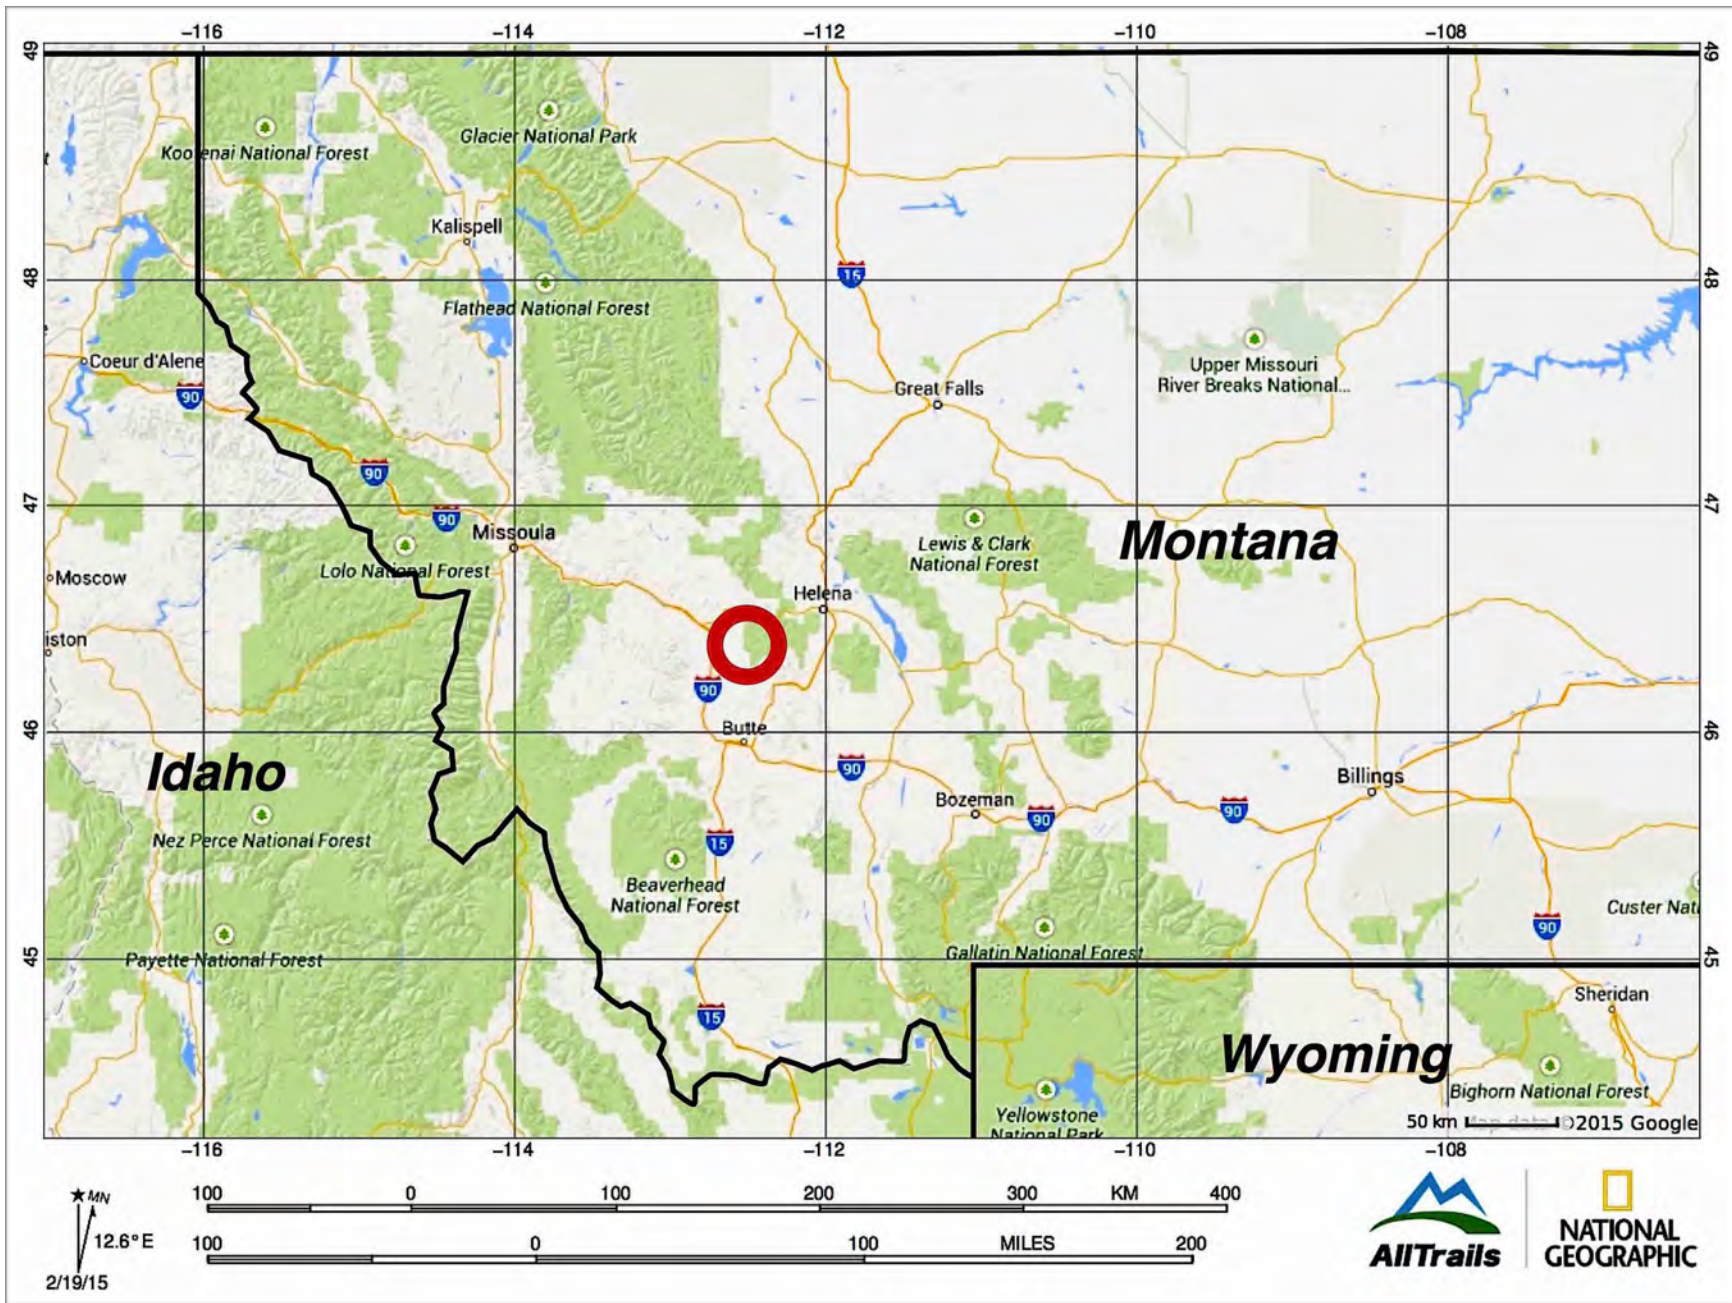 -116
-114
-112
-110
-108
49
49
Glacier National Park
Kootenai National Forest
Kalispell
15
48
48
Flathead National Forest
Coeur d'Alene
Upper Missouri
River Breaks National...
90
Great Falls
90
47
47
90
Missoula
Montana
Lewis & Clark
National Forest
Lolo National Forest
Moscow
Helena
iston
90
46
46
Butte
Idaho
90
Billings
Bozeman
90
90
Nez Perce National Forest
15
Beaverhead
National Forest
Custer Nati
90
Payette National Forest
Gallatin National Forest
45
45
Sheridan
15
Wyoming
Bighorn National Forest
Yellowstone
National Park
50 km
Map data ©2015 Google
-116
-114
-112
-110
-108
MN
12.6° E
2/19/15
100 0 100 200 300 KM 400
100 0 100 MILES 200
AllTrails
NATIONAL
GEOGRAPHIC